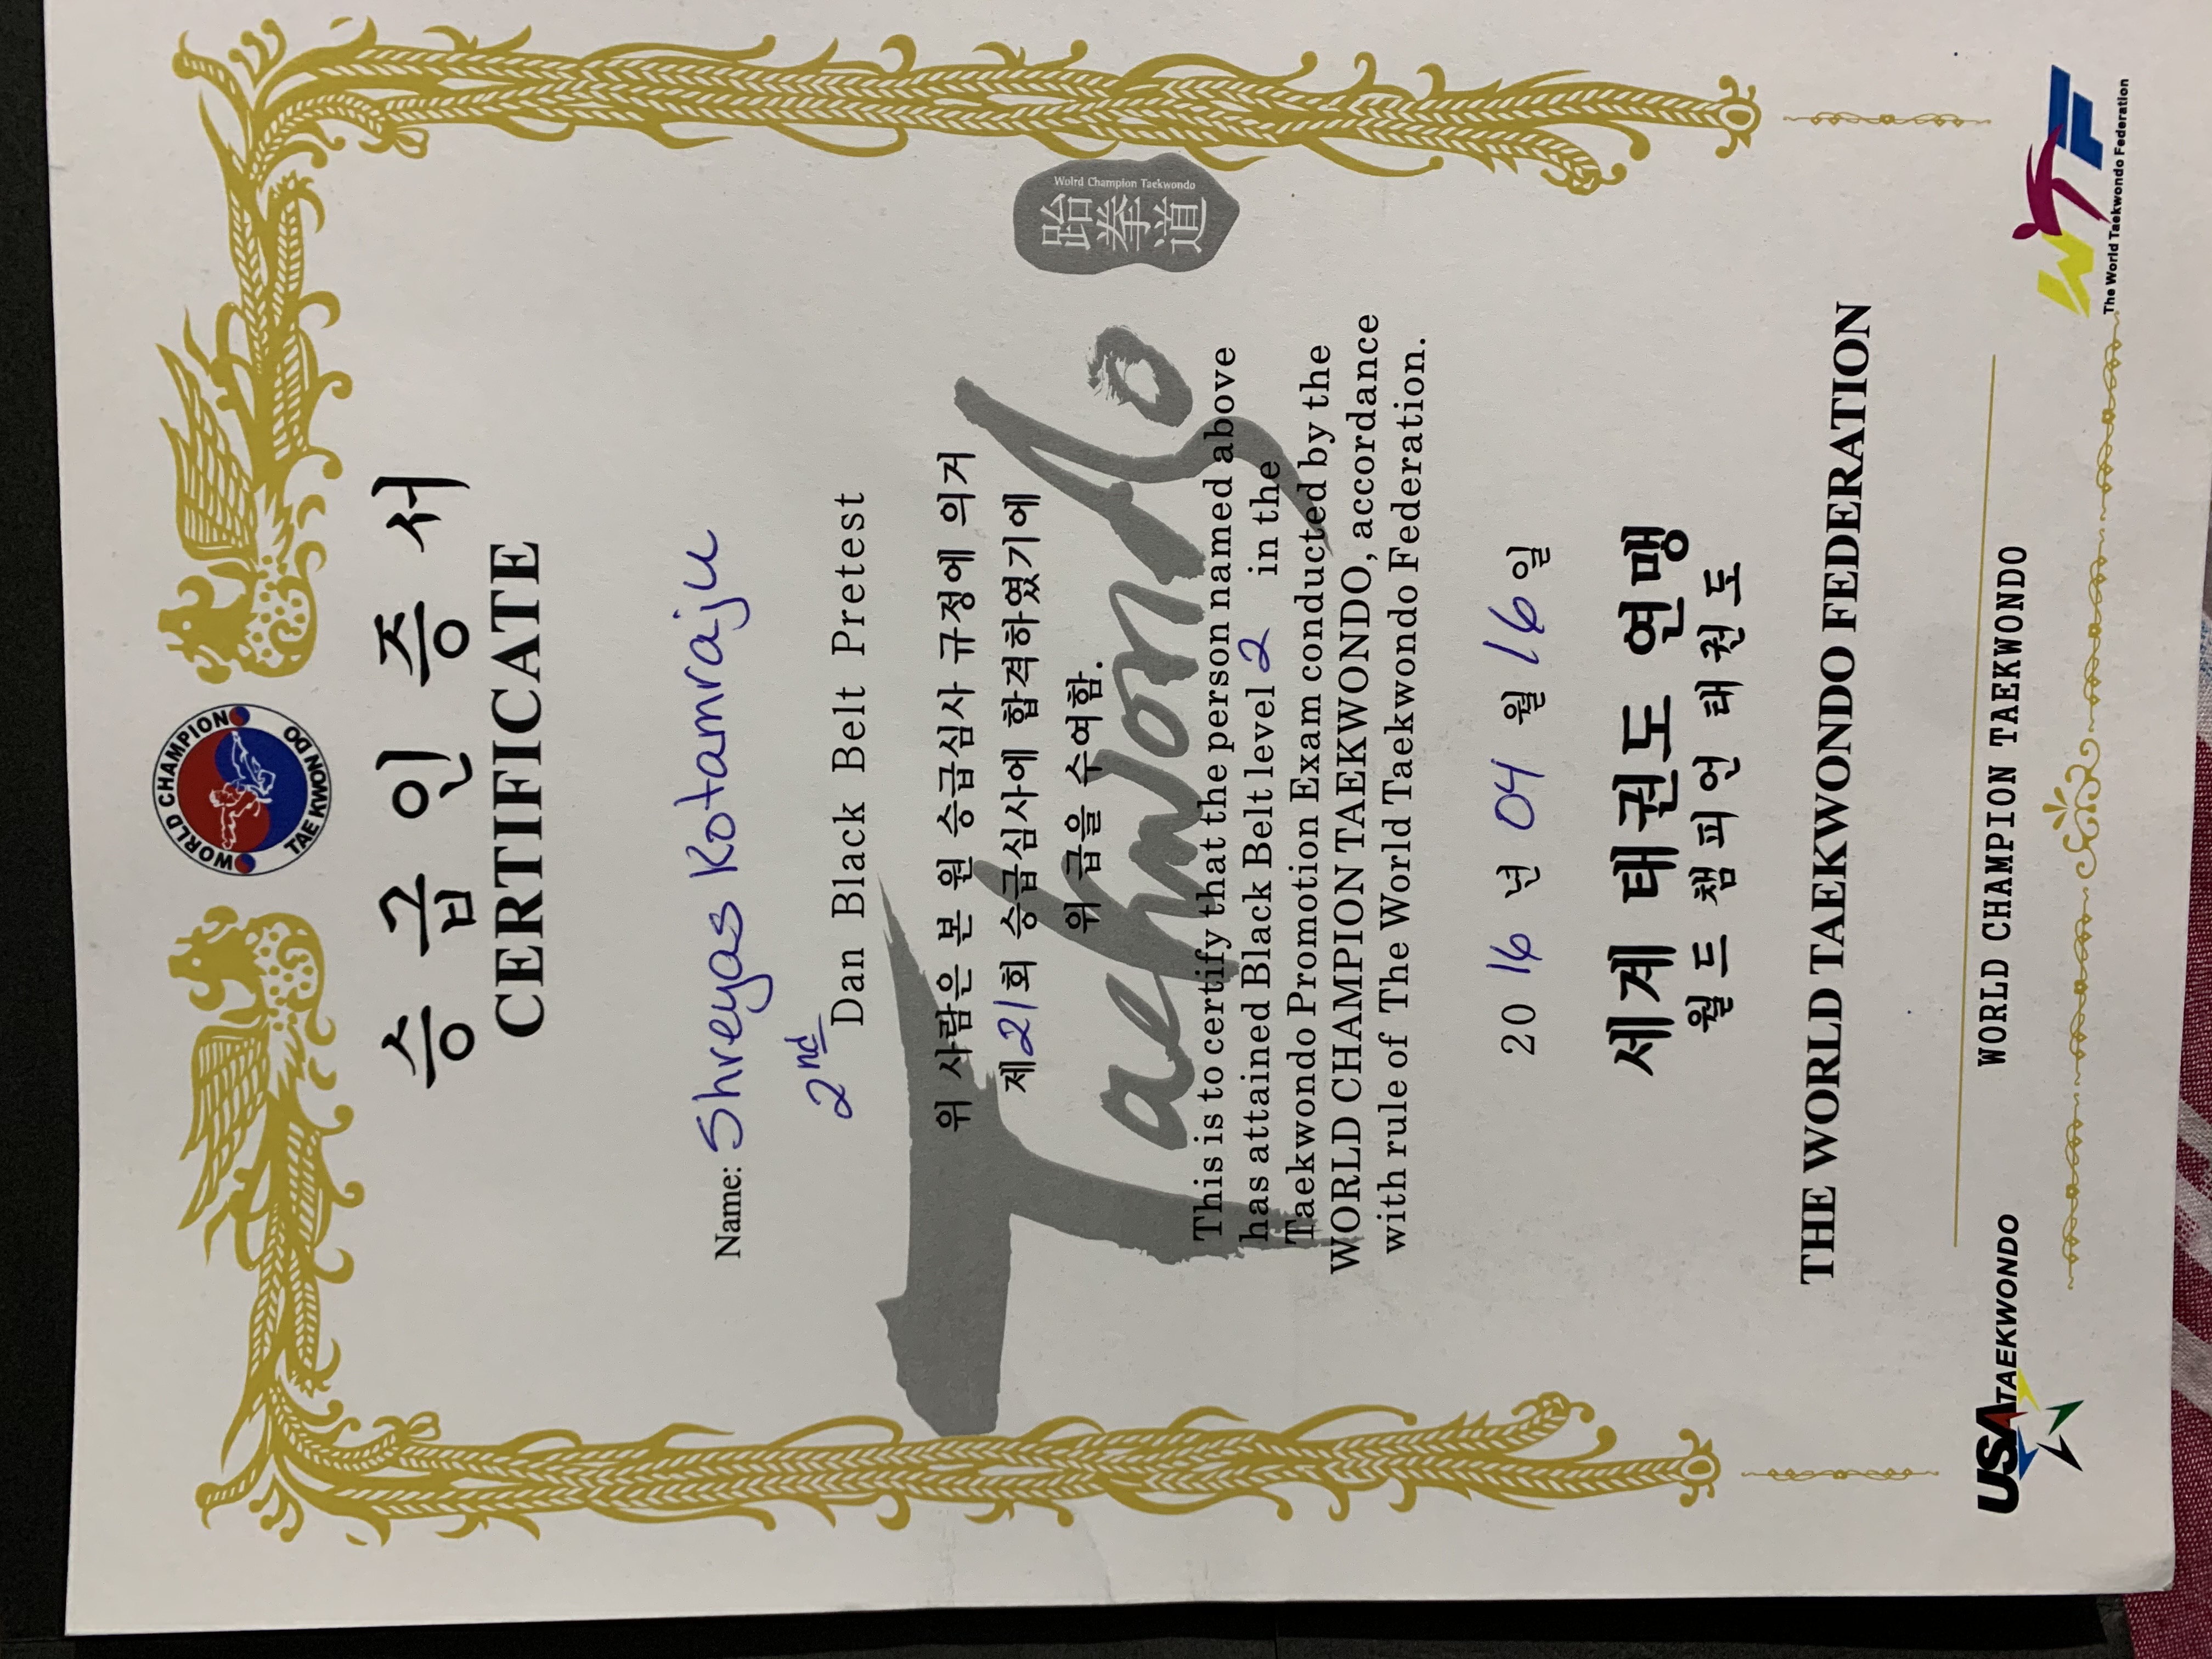 WORLD CHAMPION
TAE KWON DO
승 급 인 증 서
CERTIFICATE
Name: Shreyas Kotamraju
2nd Dan Black Belt Pretest
위 사람은 본 원 승급심사 규정에 의거
제21회 승급심사에 합격하였기에
위 급을 수여함.
Taekwondo
Wolrd Champion Taekwondo
跆拳道
This is to certify that the person named above
has attained Black Belt level 2 in the
Taekwondo Promotion Exam conducted by the
WORLD CHAMPION TAEKWONDO, accordance
with rule of The World Taekwondo Federation.
20 16 년 04 월 16 일
세계 태권도 연맹
월드 챔피언 태권도
THE WORLD TAEKWONDO FEDERATION
WORLD CHAMPION TAEKWONDO
USA TAEKWONDO
WTF
The World Taekwondo Federation